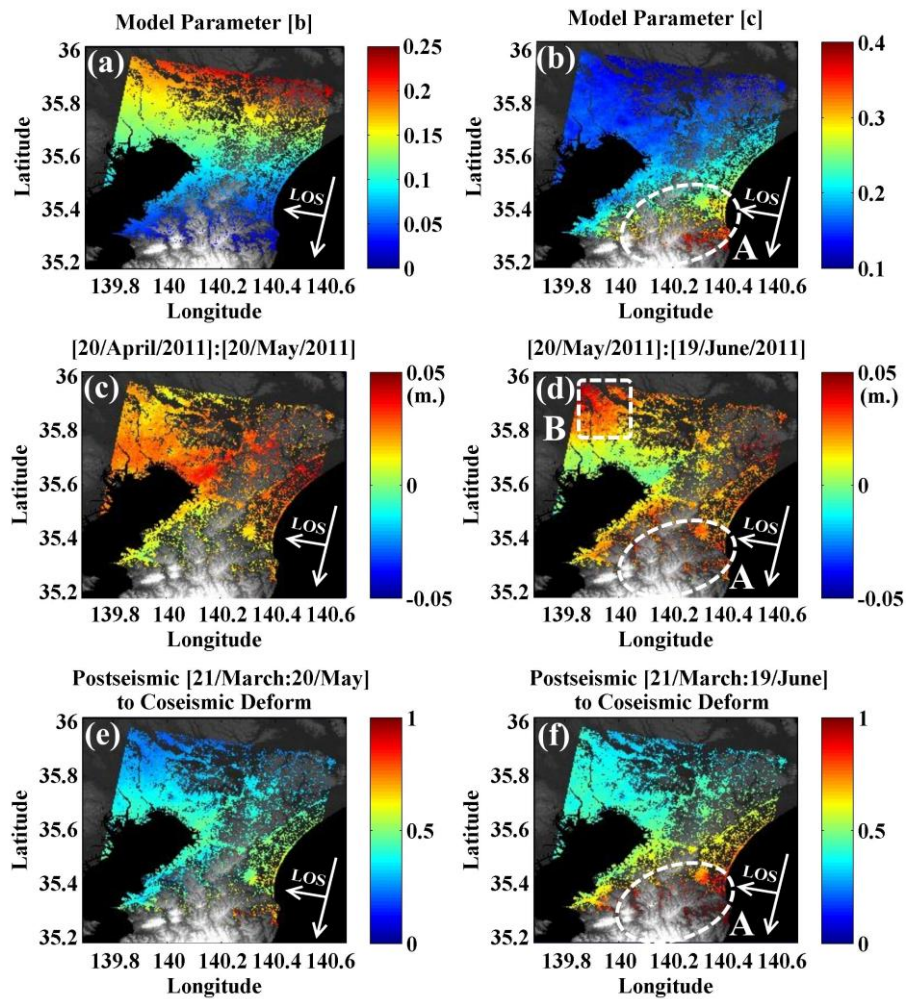 Model Parameter [b]
(a)
36
35.8
35.6
35.4
35.2
Latitude
139.8 140 140.2 140.4 140.6
Longitude
LOS
0.25
0.2
0.15
0.1
0.05
0
Model Parameter [c]
(b)
36
35.8
35.6
35.4
35.2
Latitude
139.8 140 140.2 140.4 140.6
Longitude
LOS
A
0.4
0.3
0.2
0.1
[20/April/2011]:[20/May/2011]
(c)
36
35.8
35.6
35.4
35.2
Latitude
139.8 140 140.2 140.4 140.6
Longitude
LOS
0.05
(m.)
0
-0.05
[20/May/2011]:[19/June/2011]
(d)
B
36
35.8
35.6
35.4
35.2
Latitude
139.8 140 140.2 140.4 140.6
Longitude
LOS
A
0.05
(m.)
0
-0.05
Postseismic [21/March:20/May]
to Coseismic Deform
(e)
36
35.8
35.6
35.4
35.2
Latitude
139.8 140 140.2 140.4 140.6
Longitude
LOS
1
0.5
0
Postseismic [21/March:19/June]
to Coseismic Deform
(f)
36
35.8
35.6
35.4
35.2
Latitude
139.8 140 140.2 140.4 140.6
Longitude
LOS
A
1
0.5
0